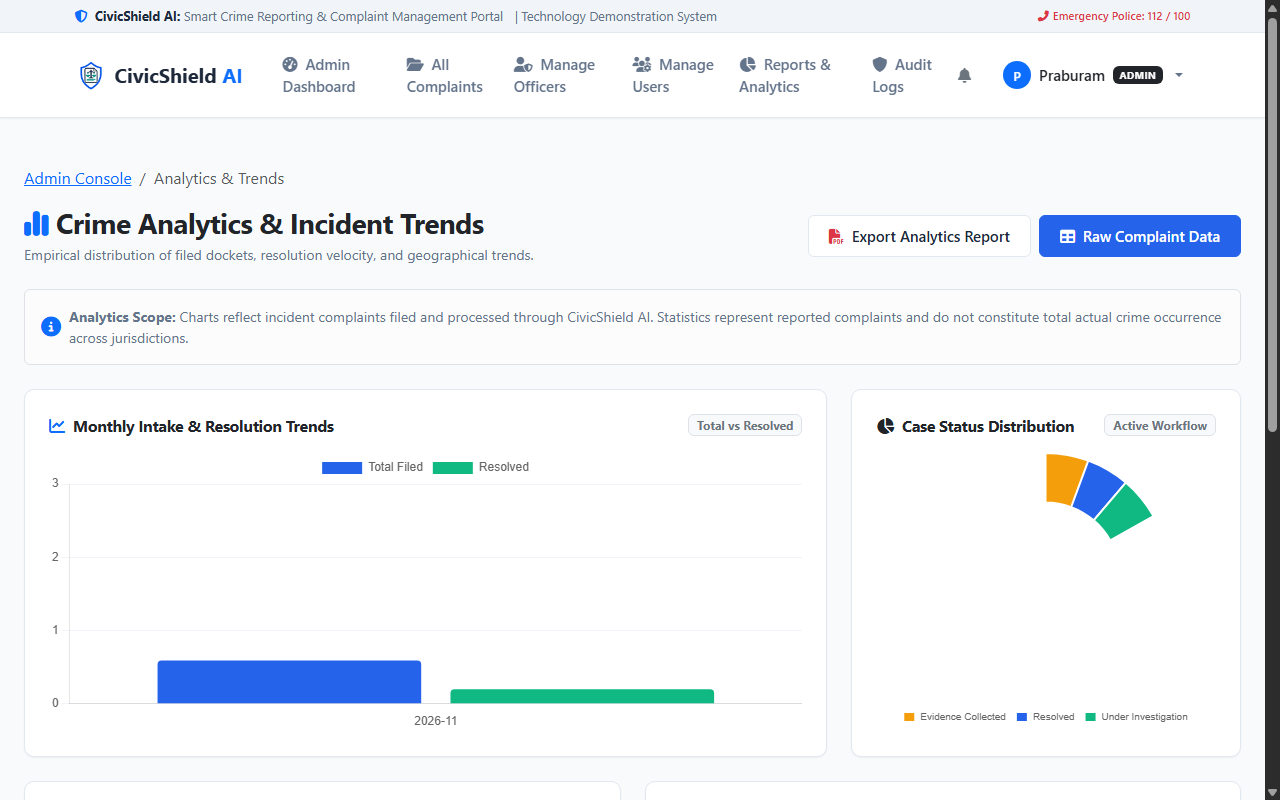 CivicShield AI: Smart Crime Reporting & Complaint Management Portal | Technology Demonstration System
Emergency Police: 112 / 100
CivicShield AI
Admin Dashboard
All Complaints
Manage Officers
Manage Users
Reports & Analytics
Audit Logs
P Praburam ADMIN
Admin Console / Analytics & Trends
Crime Analytics & Incident Trends
Empirical distribution of filed dockets, resolution velocity, and geographical trends.
PDF Export Analytics Report
Raw Complaint Data
Analytics Scope: Charts reflect incident complaints filed and processed through CivicShield AI. Statistics represent reported complaints and do not constitute total actual crime occurrence
across jurisdictions.
Monthly Intake & Resolution Trends
Total vs Resolved
Total Filed Resolved
3
2
1
0
2026-11
Case Status Distribution
Active Workflow
Evidence Collected Resolved Under Investigation